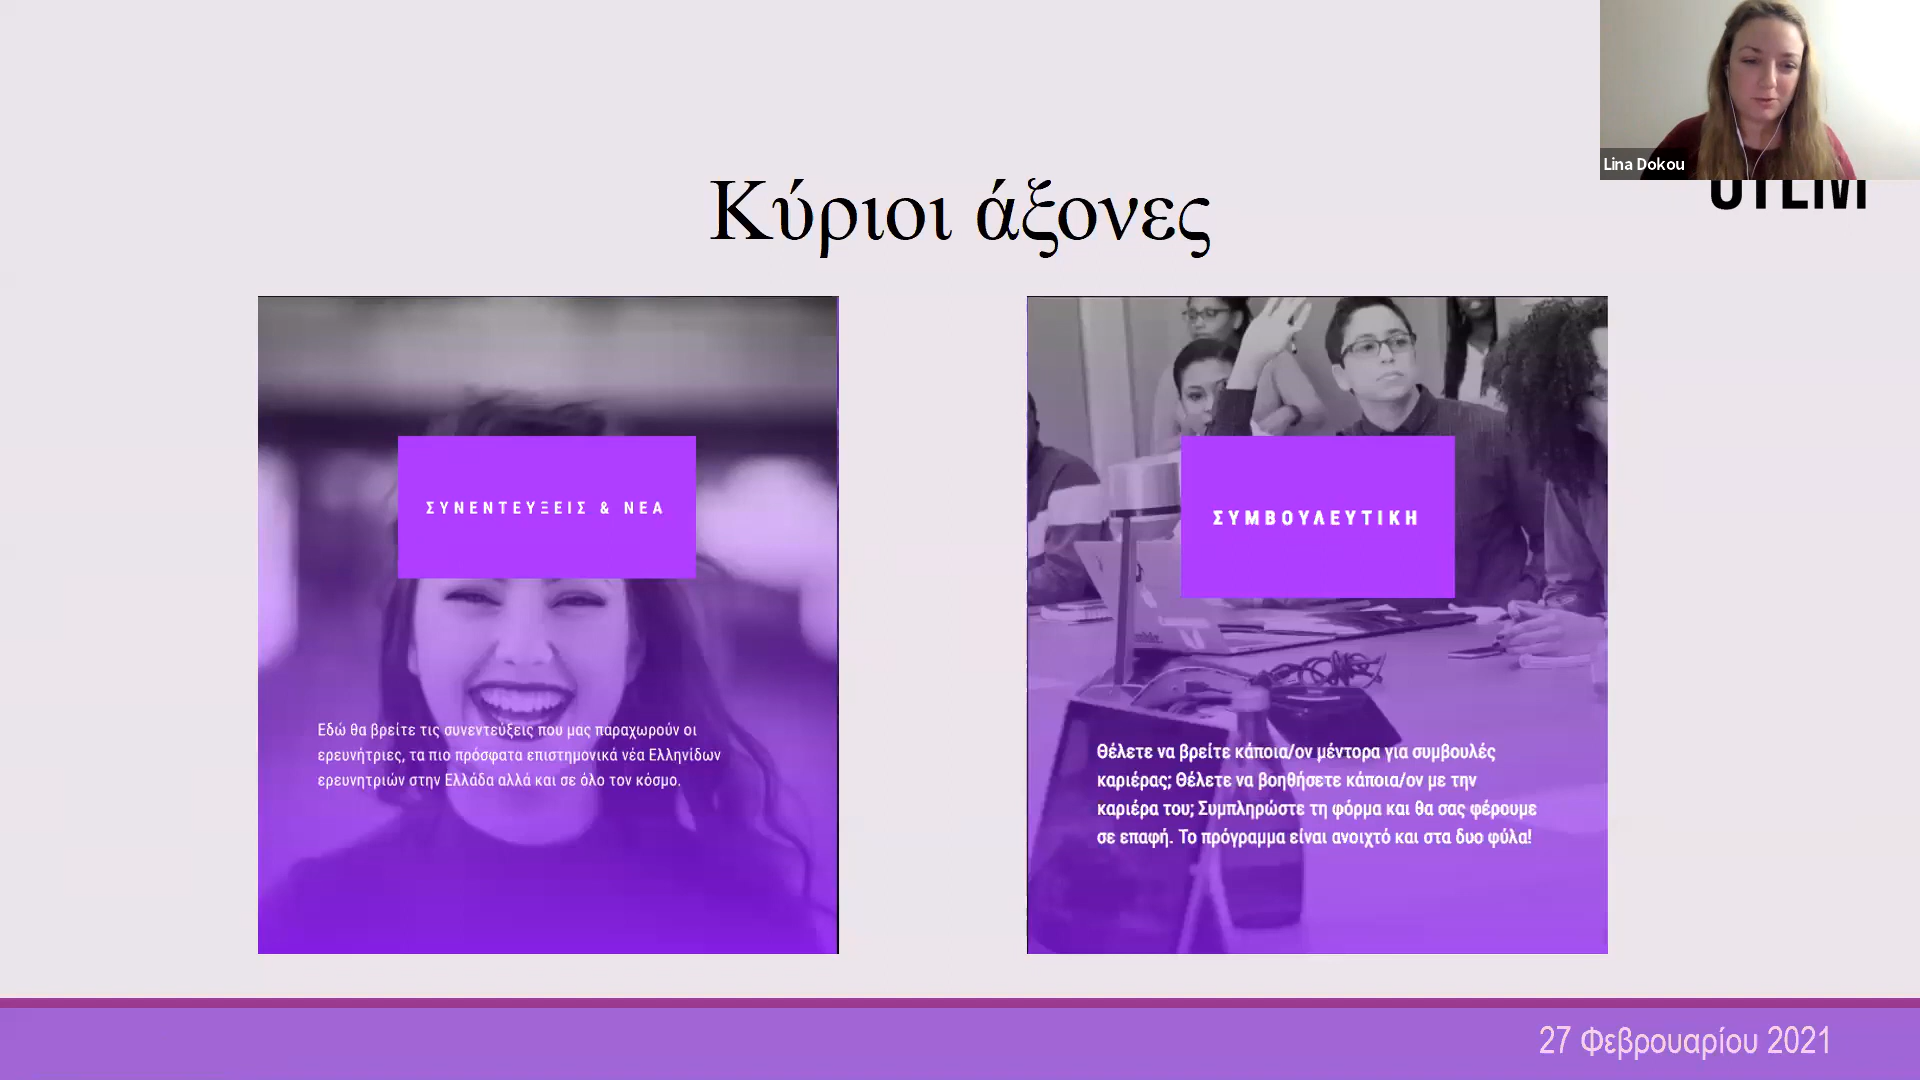 Lina Dokou
STEM
Κύριοι άξονες
ΣΥΝΕΝΤΕΥΞΕΙΣ & ΝΕΑ
Εδώ θα βρείτε τις συνεντεύξεις που μας παραχωρούν οι
ερευνήτριες, τα πιο πρόσφατα επιστημονικά νέα Ελληνίδων
ερευνητριών στην Ελλάδα αλλά και σε όλο τον κόσμο.
ΣΥΜΒΟΥΛΕΥΤΙΚΗ
Θέλετε να βρείτε κάποια/ον μέντορα για συμβουλές
καριέρας; Θέλετε να βοηθήσετε κάποια/ον με την
καριέρα του; Συμπληρώστε τη φόρμα και θα σας φέρουμε
σε επαφή. Το πρόγραμμα είναι ανοιχτό και στα δυο φύλα!
27 Φεβρουαρίου 2021